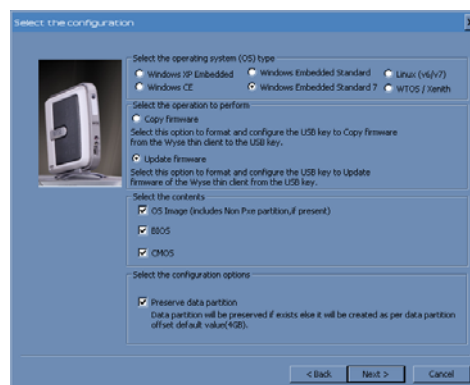 Select the configuration
Select the operating system (OS) type
Windows XP Embedded
Windows Embedded Standard
Linux (v6/v7)
Windows CE
Windows Embedded Standard 7
WTOS / Xenith
Select the operation to perform
Copy firmware
Select this option to format and configure the USB key to Copy firmware
from the Wyse thin client to the USB key.
Update firmware
Select this option to format and configure the USB key to Update
firmware of the Wyse thin client from the USB key.
Select the contents
OS Image (includes Non Pxe partition,if present)
BIOS
CMOS
Select the configuration options
Preserve data partition
Data partition will be preserved if exists else it will be created as per data partition
offset default value(4GB).
< Back
Next >
Cancel